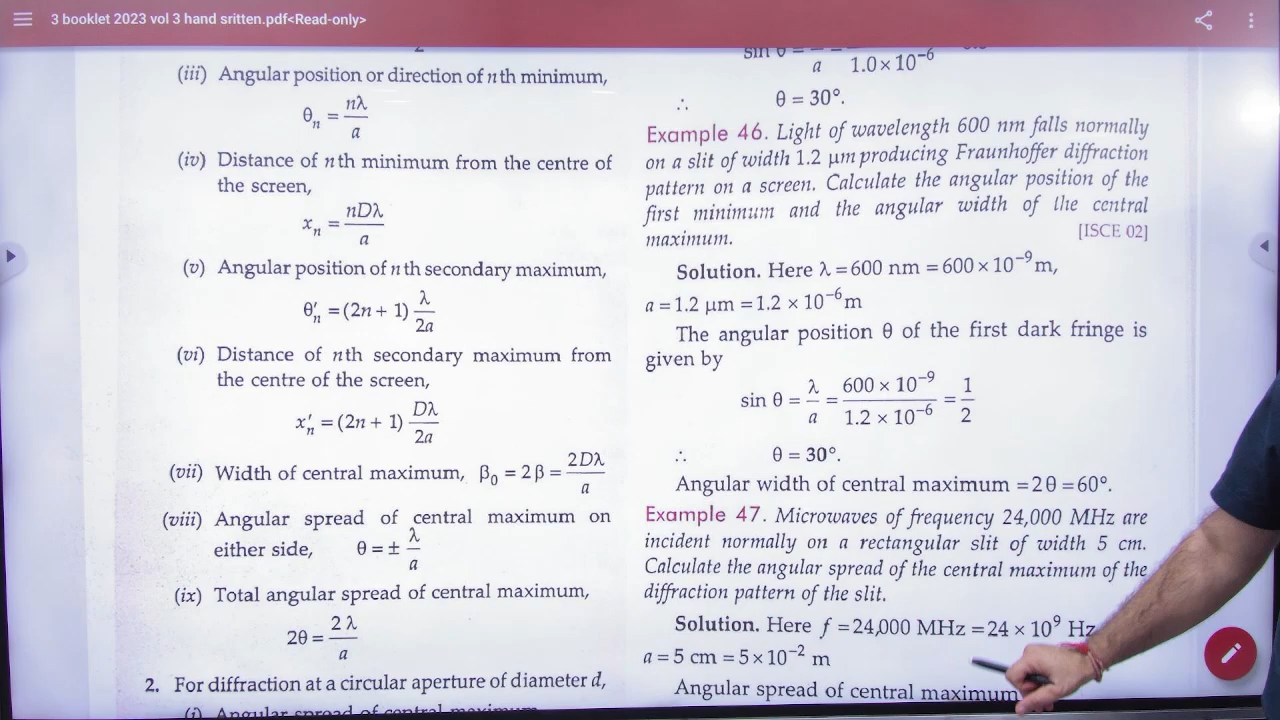 3 booklet 2023 vol 3 hand sritten.pdf<Read-only>
(iii) Angular position or direction of n th minimum,
θₙ = nλ / a
(iv) Distance of n th minimum from the centre of
the screen,
xₙ = nDλ / a
(v) Angular position of n th secondary maximum,
θ′ₙ = (2n + 1) λ / 2a
(vi) Distance of nth secondary maximum from
the centre of the screen,
x′ₙ = (2n + 1) Dλ / 2a
(vii) Width of central maximum, β₀ = 2β = 2Dλ / a
(viii) Angular spread of central maximum on
either side, θ = ± λ / a
(ix) Total angular spread of central maximum,
2θ = 2 λ / a
2. For diffraction at a circular aperture of diameter d,
(i) Angular spread of central maximum
sin θ = a 1.0 × 10⁻⁶
∴ θ = 30°.
Example 46. Light of wavelength 600 nm falls normally
on a slit of width 1.2 μm producing Fraunhoffer diffraction
pattern on a screen. Calculate the angular position of the
first minimum and the angular width of the central
maximum. [ISCE 02]
Solution. Here λ = 600 nm = 600 × 10⁻⁹ m,
a = 1.2 μm = 1.2 × 10⁻⁶ m
The angular position θ of the first dark fringe is
given by
sin θ = λ / a = 600 × 10⁻⁹ / 1.2 × 10⁻⁶ = 1 / 2
∴ θ = 30°.
Angular width of central maximum = 2θ = 60°.
Example 47. Microwaves of frequency 24,000 MHz are
incident normally on a rectangular slit of width 5 cm.
Calculate the angular spread of the central maximum of the
diffraction pattern of the slit.
Solution. Here f = 24,000 MHz = 24 × 10⁹ Hz
a = 5 cm = 5 × 10⁻² m
Angular spread of central maximum